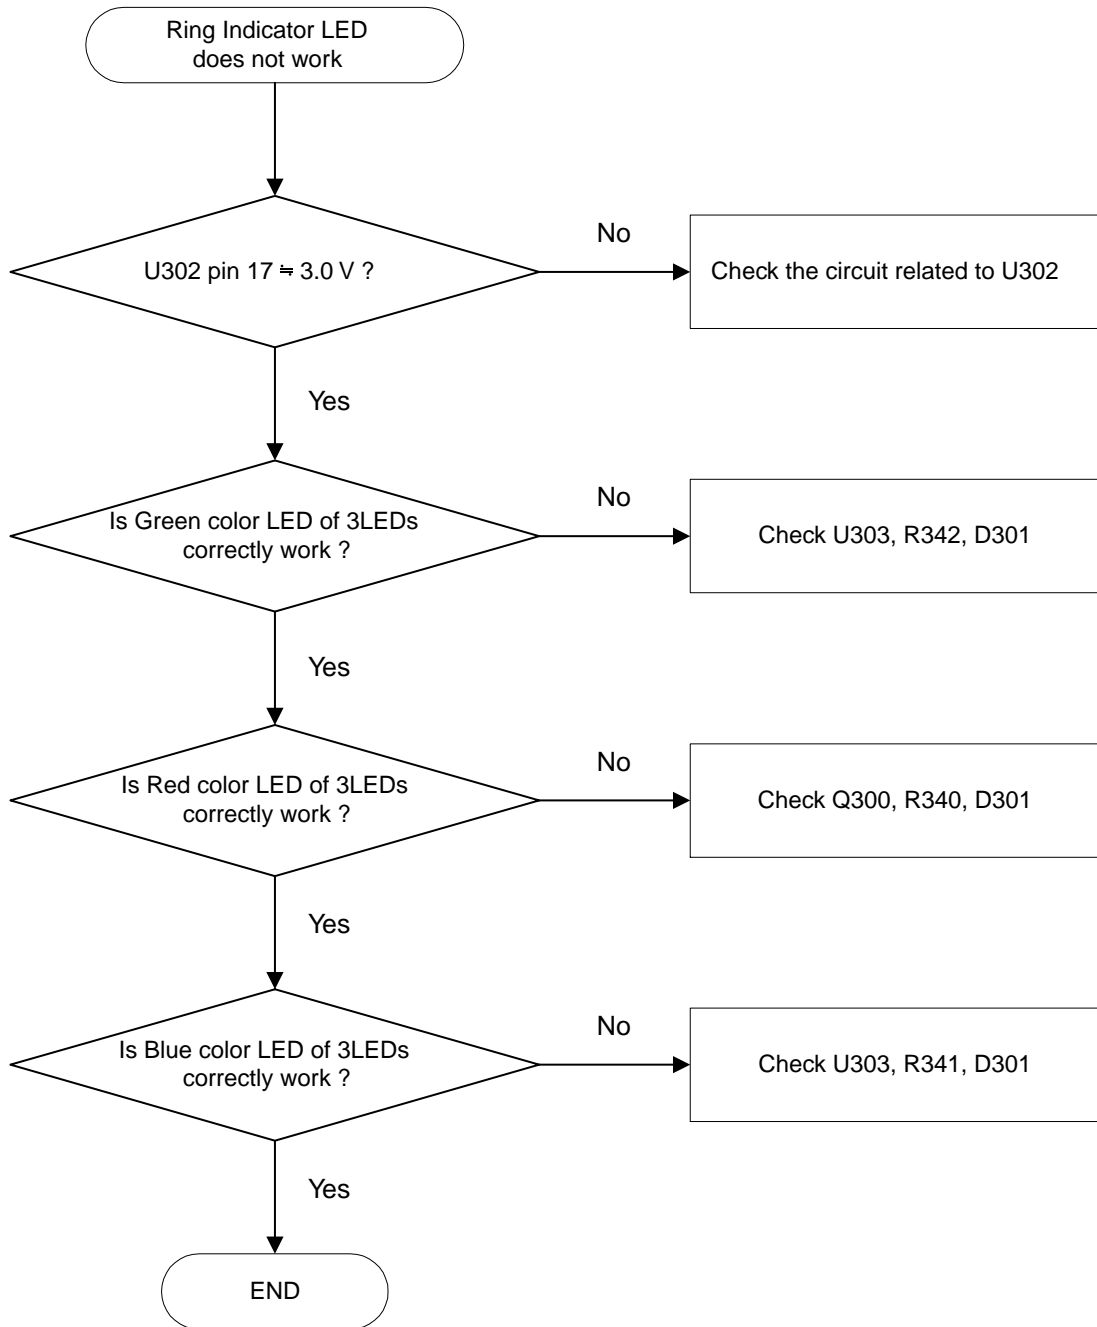 Ring Indicator LED
does not work
U302 pin 17 ≒ 3.0 V ?
No
Check the circuit related to U302
Yes
Is Green color LED of 3LEDs
correctly work ?
No
Check U303, R342, D301
Yes
Is Red color LED of 3LEDs
correctly work ?
No
Check Q300, R340, D301
Yes
Is Blue color LED of 3LEDs
correctly work ?
No
Check U303, R341, D301
Yes
END